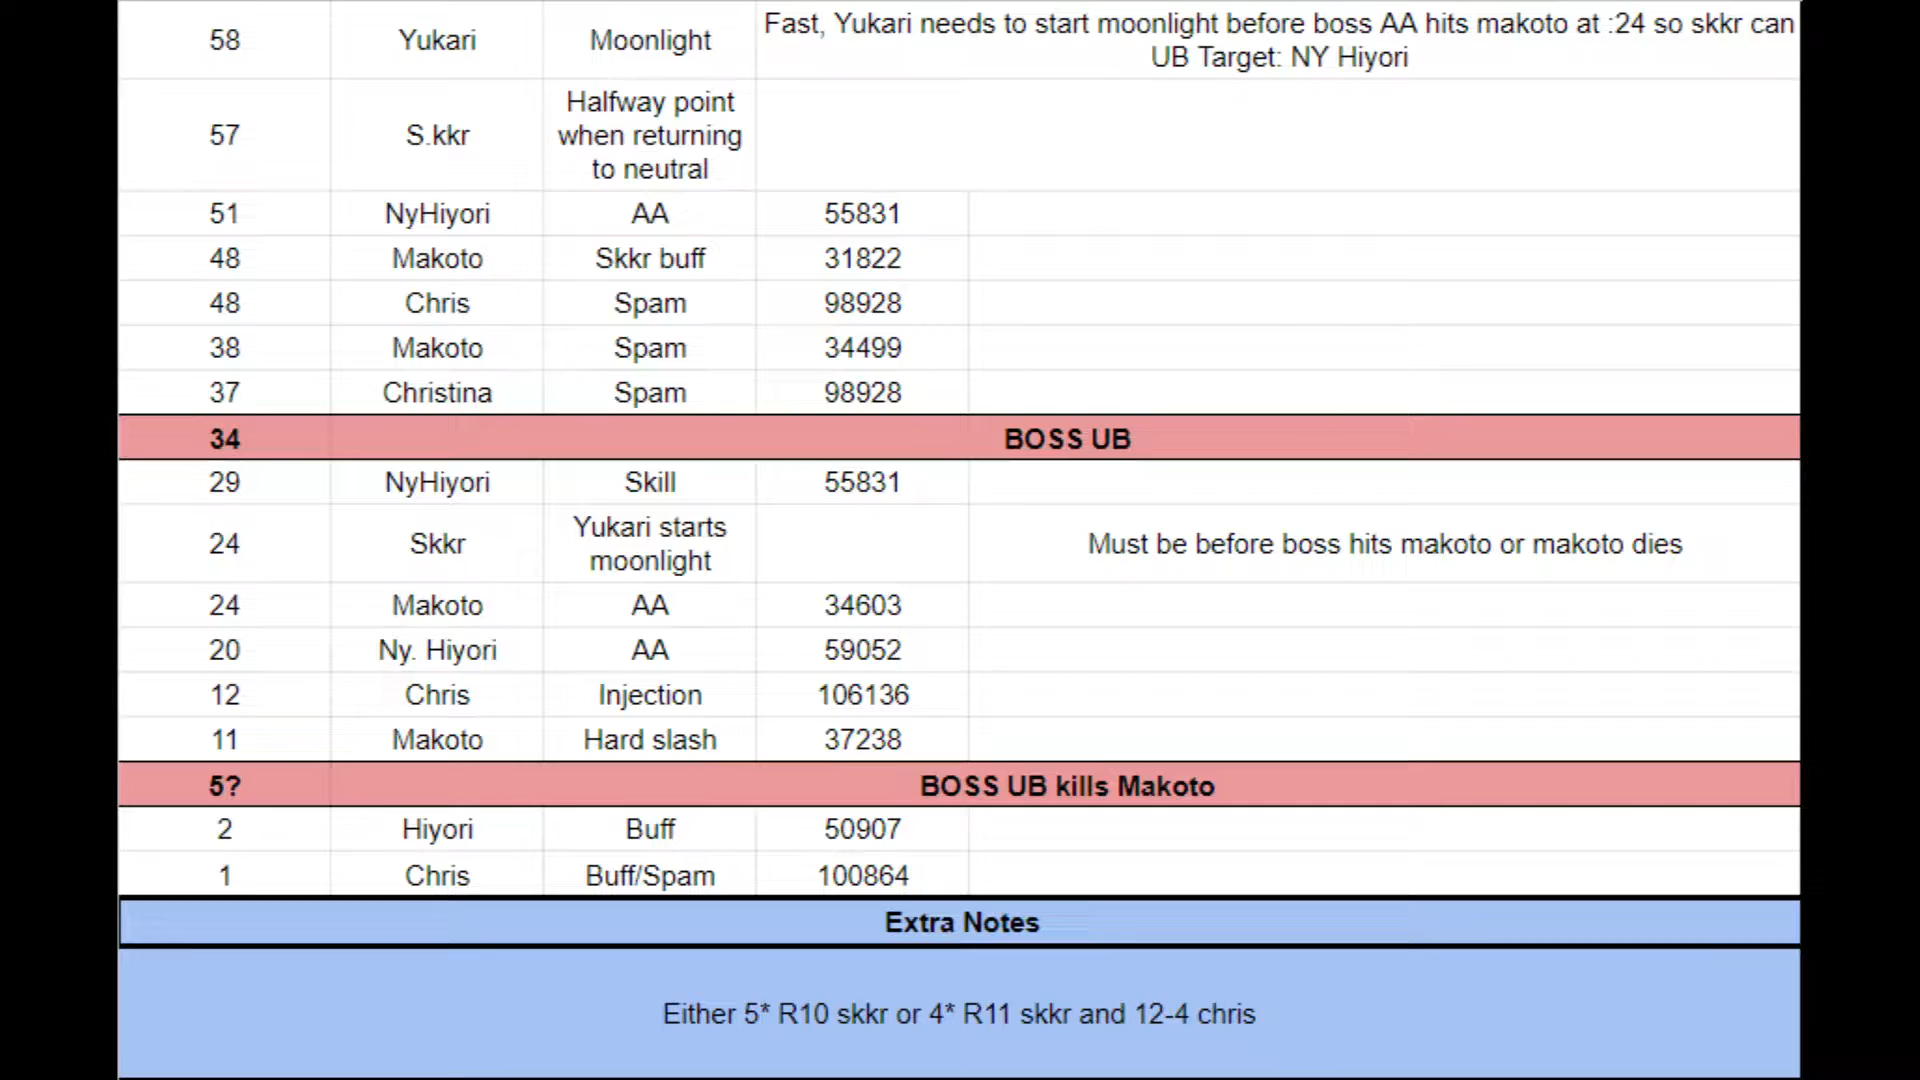 58 Yukari Moonlight Fast, Yukari needs to start moonlight before boss AA hits makoto at :24 so skkr can
UB Target: NY Hiyori
57 S.kkr Halfway point
when returning
to neutral
51 NyHiyori AA 55831
48 Makoto Skkr buff 31822
48 Chris Spam 98928
38 Makoto Spam 34499
37 Christina Spam 98928
34 BOSS UB
29 NyHiyori Skill 55831
24 Skkr Yukari starts
moonlight Must be before boss hits makoto or makoto dies
24 Makoto AA 34603
20 Ny. Hiyori AA 59052
12 Chris Injection 106136
11 Makoto Hard slash 37238
5? BOSS UB kills Makoto
2 Hiyori Buff 50907
1 Chris Buff/Spam 100864
Extra Notes
Either 5* R10 skkr or 4* R11 skkr and 12-4 chris